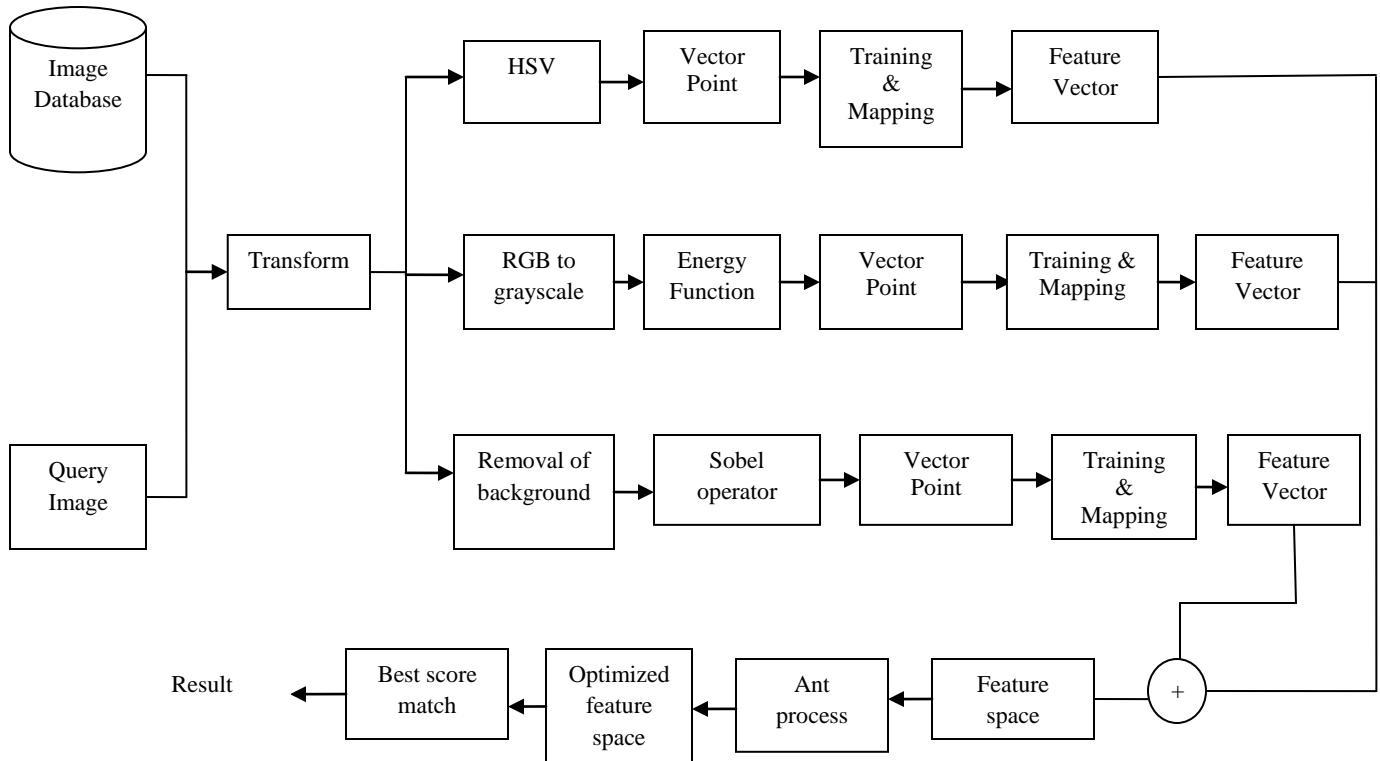 Image
Database
HSV
Vector
Point
Training
&
Mapping
Feature
Vector
Transform
RGB to
grayscale
Energy
Function
Vector
Point
Training &
Mapping
Feature
Vector
Query
Image
Removal of
background
Sobel
operator
Vector
Point
Training
&
Mapping
Feature
Vector
Result
Best score
match
Optimized
feature
space
Ant
process
Feature
space
+